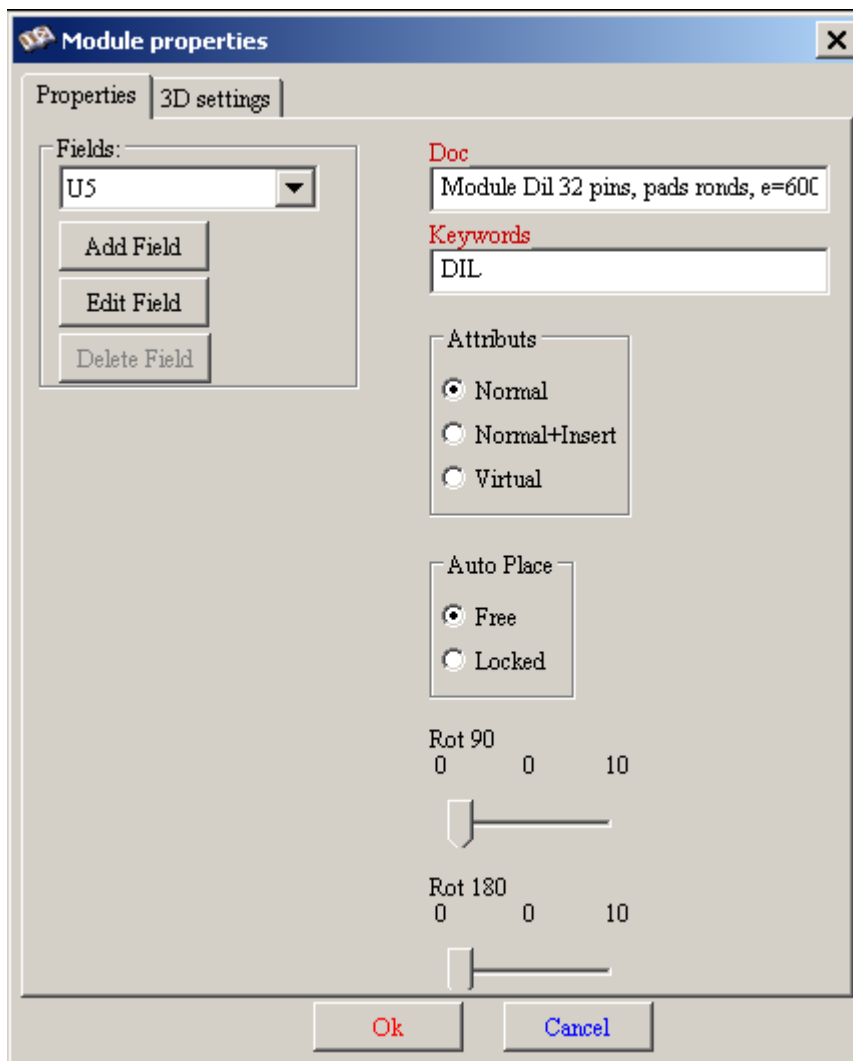 Module properties
Properties
3D settings
Fields:
U5
Add Field
Edit Field
Delete Field
Doc
Module Dil 32 pins, pads ronds, e=600
Keywords
DIL
Attributs
Normal
Normal+Insert
Virtual
Auto Place
Free
Locked
Rot 90
0 0 10
Rot 180
0 0 10
Ok
Cancel